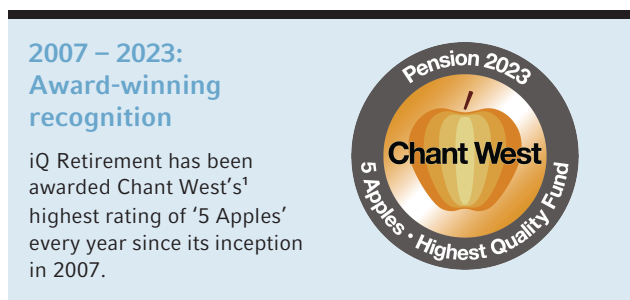 2007 – 2023:
Award-winning
recognition
iQ Retirement has been
awarded Chant West's¹
highest rating of '5 Apples'
every year since its inception
in 2007.
Pension 2023
Chant West
5 Apples · Highest Quality Fund